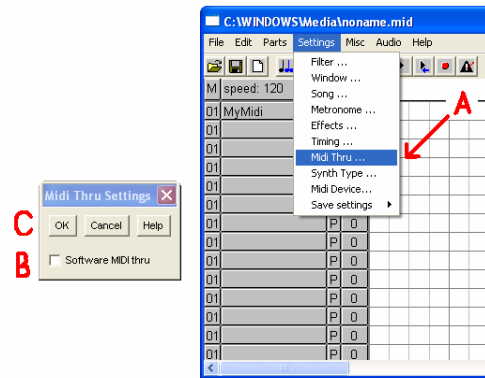 C:\WINDOWS\Media\noname.mid
File Edit Parts Settings Misc Audio Help
M speed: 120
01 MyMidi
01
01
01
01
01
01 P 0
01 P 0
01 P 0
01 P 0
01 P 0
01 P 0
01 P 0
01 P 0
Filter ...
Window ...
Song ...
Metronome ...
Effects ...
Timing ...
Midi Thru ...
Synth Type ...
Midi Device...
Save settings
A
Midi Thru Settings
C OK Cancel Help
B Software MIDI thru